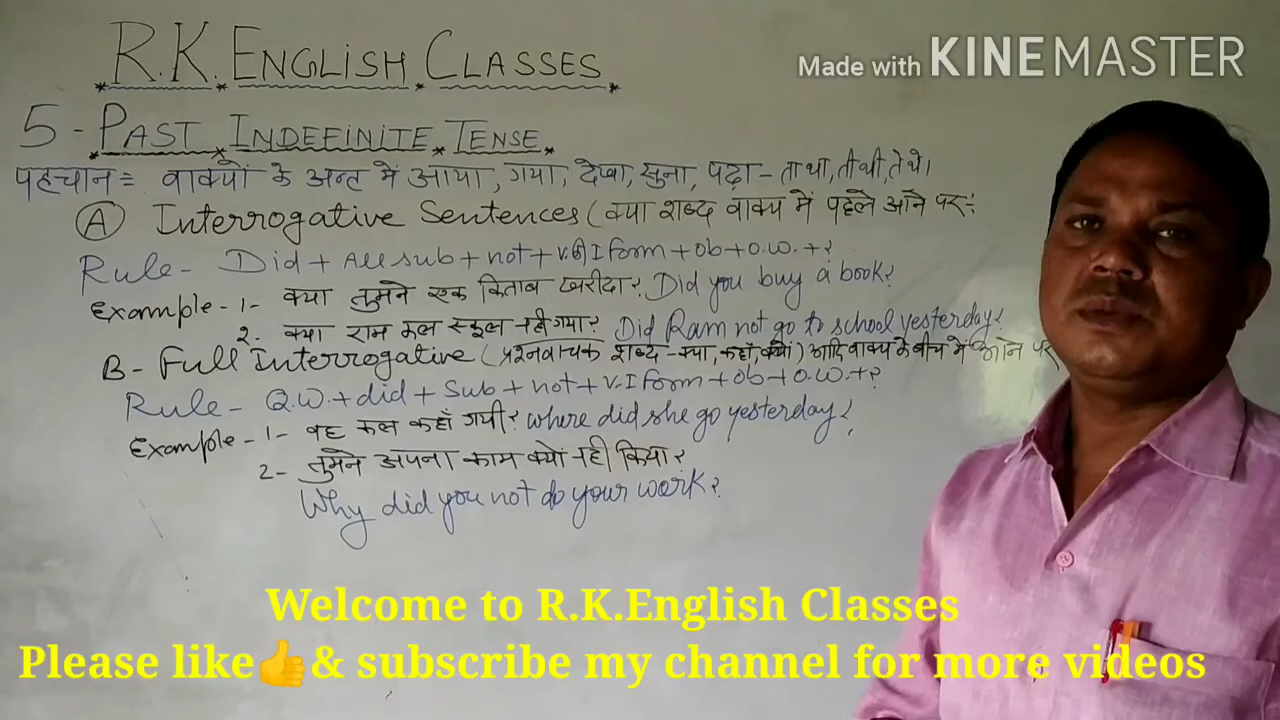 R.K. ENGLISH CLASSES
Made with KINEMASTER
5 - PAST INDEFINITE TENSE
पहचान = वाक्यों के अन्त में आया, गया, देखा, सुना, पढ़ा - ता था, ती थी, ते थे।
(A) Interrogative Sentences (क्या शब्द वाक्य में पहले आने पर :
Rule - Did + All sub + not + I form + ob + o.w. + ?
Example - 1 - क्या तुमने एक किताब खरीदा? Did you buy a book?
2. क्या राम कल स्कूल नहीं गया? Did Ram not go to school yesterday?
B - Full Interrogative (प्रश्नवाचक शब्द - क्या, कहाँ, क्यों) आदि वाक्य के बीच में आने पर
Rule - Q.W. + did + Sub + not + V.I form + Ob + O.W. + ?
Example - 1 - वह कल कहाँ गयी? where did she go yesterday?
2 - तुमने अपना काम क्यों नहीं किया?
Why did you not do your work?
Welcome to R.K.English Classes
Please like👍& subscribe my channel for more videos